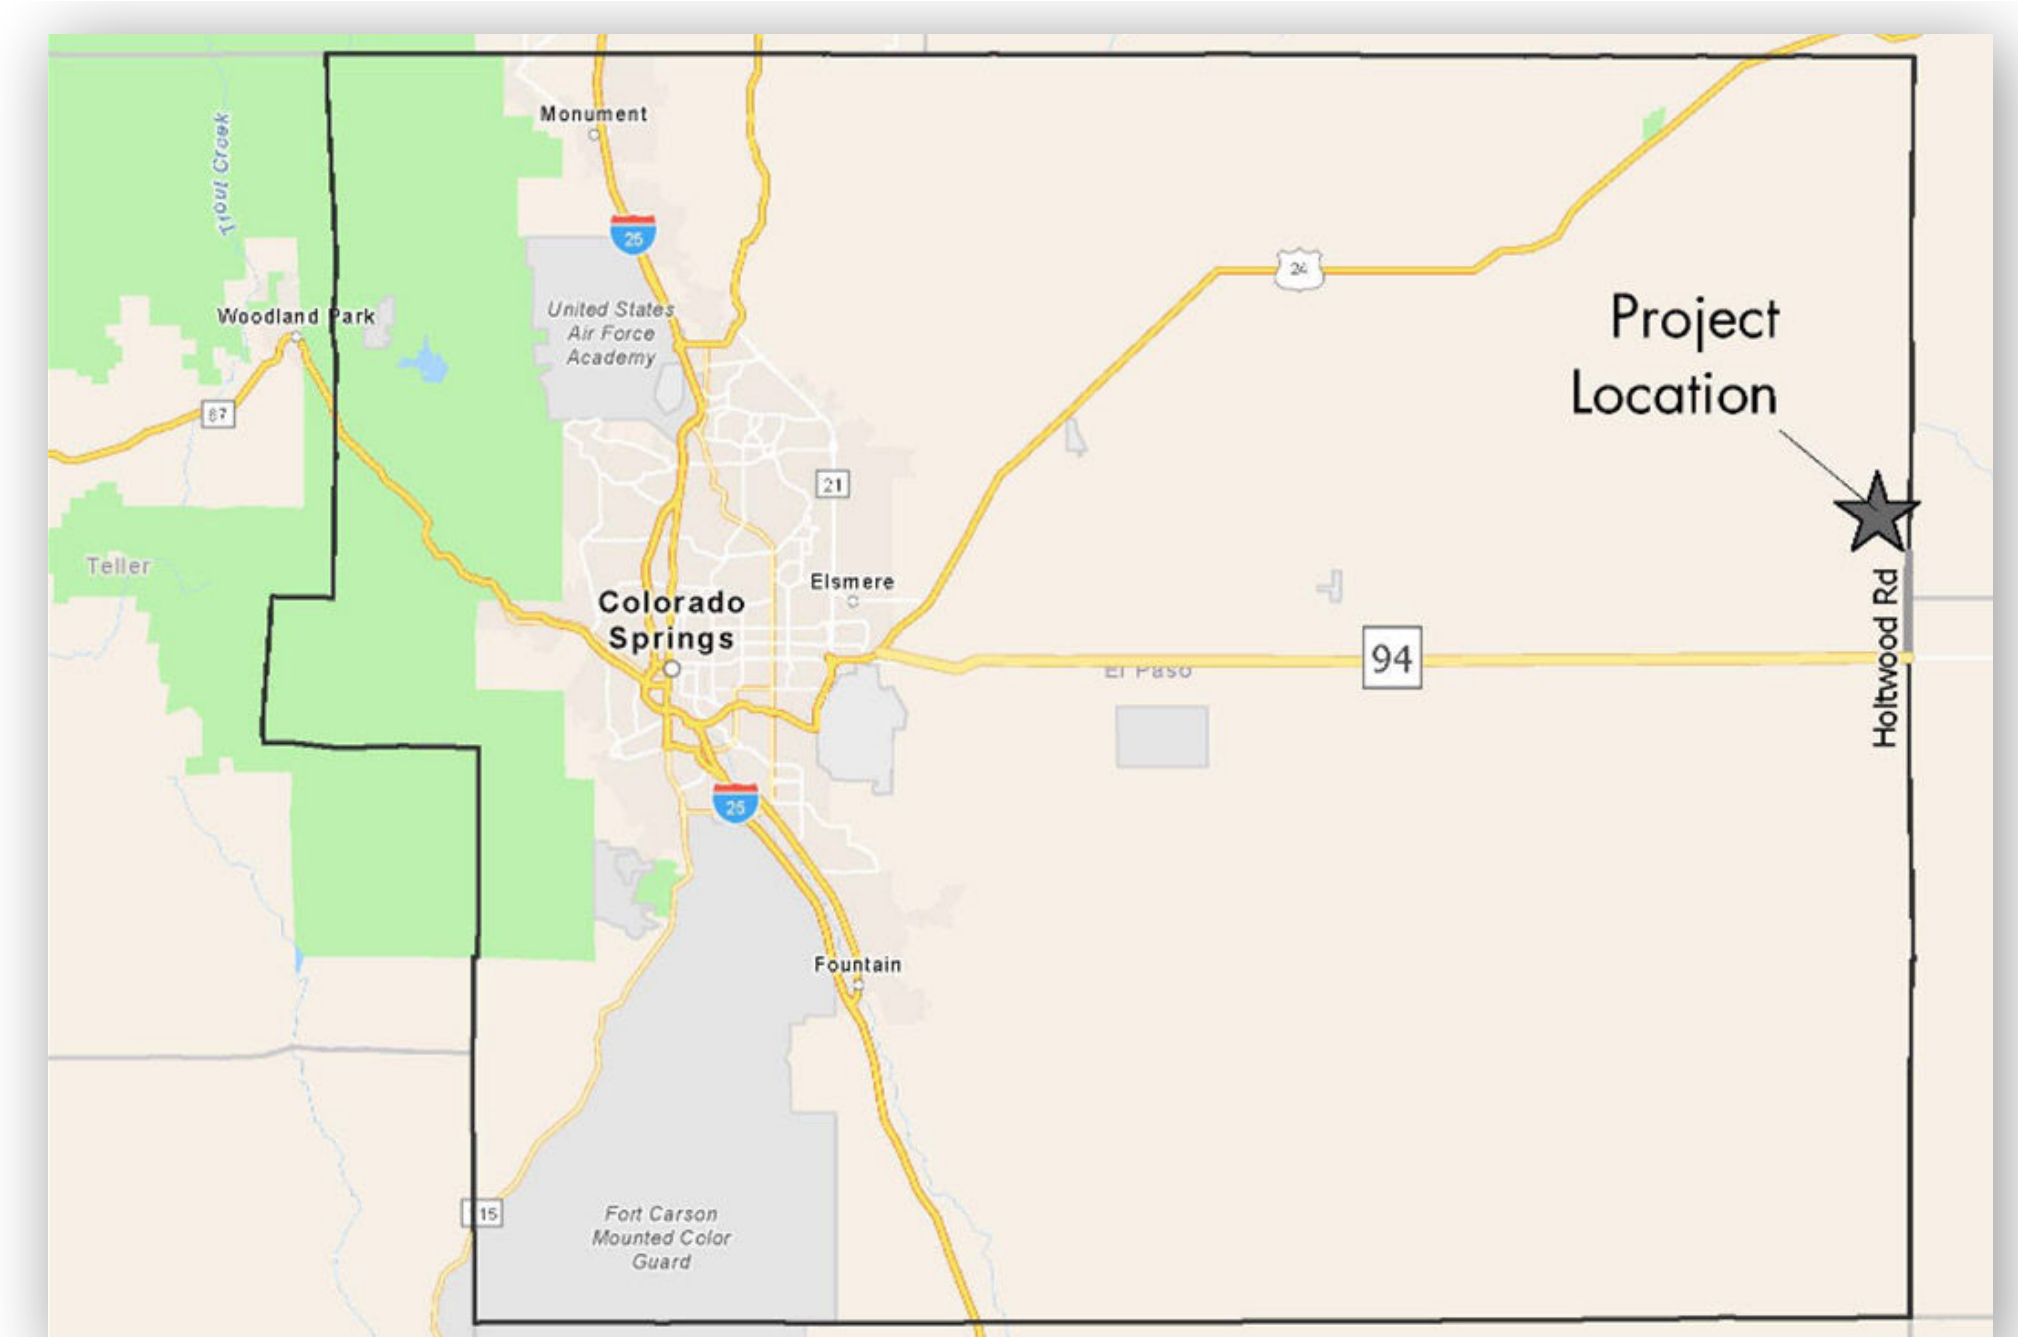 Monument
Trout Creek
25
24
United States
Air Force
Academy
Woodland Park
67
Project
Location
21
Teller
Elsmere
Colorado
Springs
94
El Paso
Holtwood Rd
25
Fountain
115
Fort Carson
Mounted Color
Guard